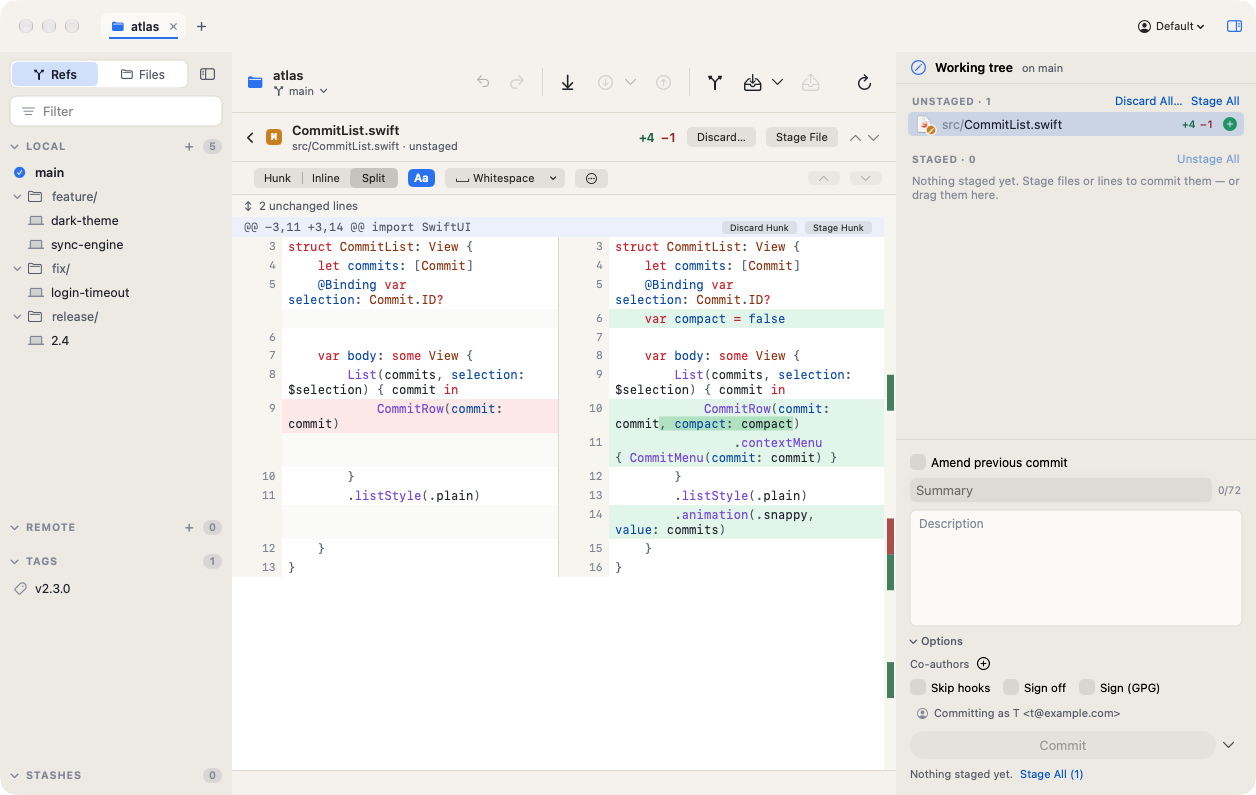 atlas
Default
Refs
Files
Filter
LOCAL
5
main
feature/
dark-theme
sync-engine
fix/
login-timeout
release/
2.4
REMOTE
0
TAGS
1
v2.3.0
STASHES
0
atlas
main
CommitList.swift
src/CommitList.swift · unstaged
+4 −1
Discard...
Stage File
Hunk
Inline
Split
Aa
Whitespace
2 unchanged lines
@@ −3,11 +3,14 @@ import SwiftUI
Discard Hunk
Stage Hunk
3 struct CommitList: View {
4 let commits: [Commit]
5 @Binding var
selection: Commit.ID?
6
7 var body: some View {
8 List(commits, selection:
$selection) { commit in
9 CommitRow(commit:
commit)
10 }
11 .listStyle(.plain)
12 }
13 }
3 struct CommitList: View {
4 let commits: [Commit]
5 @Binding var
selection: Commit.ID?
6 var compact = false
7
8 var body: some View {
9 List(commits, selection:
$selection) { commit in
10 CommitRow(commit:
commit, compact: compact)
11 .contextMenu
{ CommitMenu(commit: commit) }
12 }
13 .listStyle(.plain)
14 .animation(.snappy,
value: commits)
15 }
16 }
Working tree on main
UNSTAGED · 1
Discard All...
Stage All
M
src/CommitList.swift
+4 −1
STAGED · 0
Unstage All
Nothing staged yet. Stage files or lines to commit them — or
drag them here.
Amend previous commit
Summary
0/72
Description
Options
Co-authors
Skip hooks
Sign off
Sign (GPG)
Committing as T <t@example.com>
Commit
Nothing staged yet. Stage All (1)